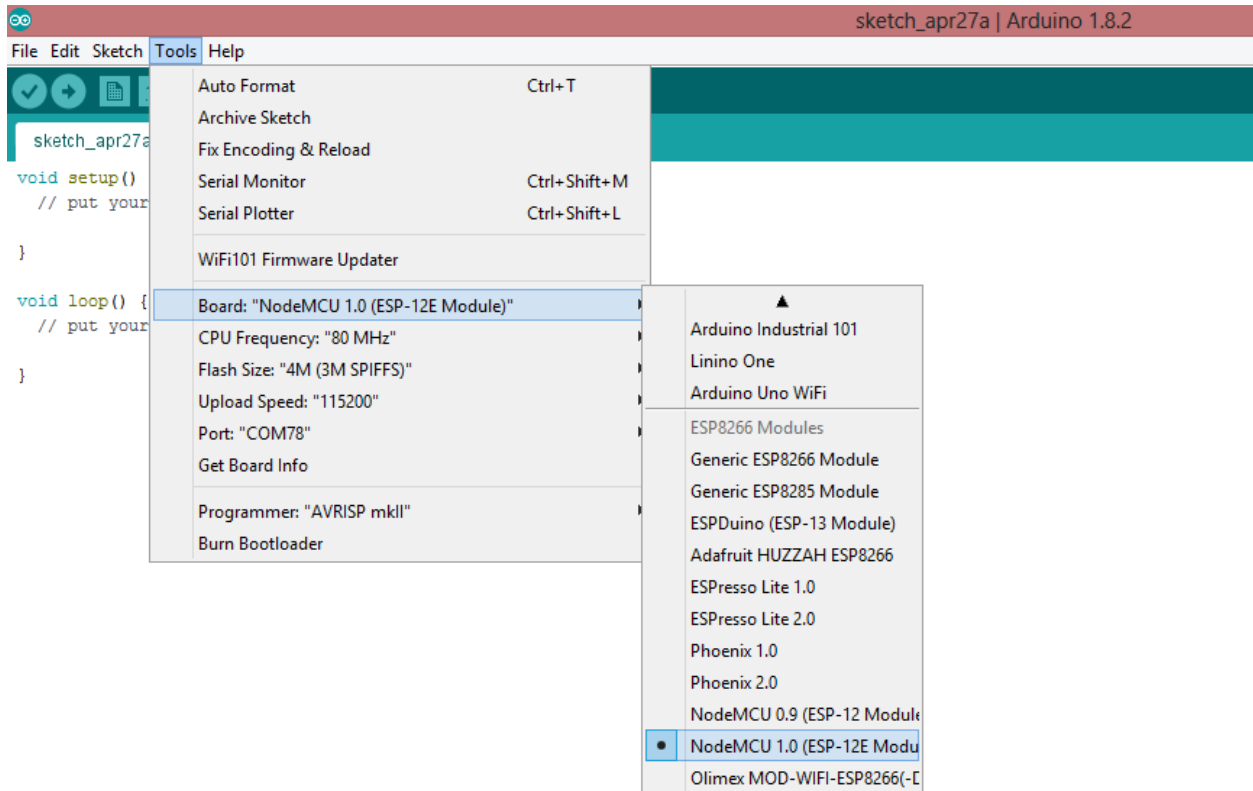 sketch_apr27a | Arduino 1.8.2
File Edit Sketch Tools Help
sketch_apr27a
void setup()
// put your
}
void loop() {
// put your
}
Auto Format Ctrl+T
Archive Sketch
Fix Encoding & Reload
Serial Monitor Ctrl+Shift+M
Serial Plotter Ctrl+Shift+L
WiFi101 Firmware Updater
Board: "NodeMCU 1.0 (ESP-12E Module)"
CPU Frequency: "80 MHz"
Flash Size: "4M (3M SPIFFS)"
Upload Speed: "115200"
Port: "COM78"
Get Board Info
Programmer: "AVRISP mkII"
Burn Bootloader
Arduino Industrial 101
Linino One
Arduino Uno WiFi
ESP8266 Modules
Generic ESP8266 Module
Generic ESP8285 Module
ESPDuino (ESP-13 Module)
Adafruit HUZZAH ESP8266
ESPresso Lite 1.0
ESPresso Lite 2.0
Phoenix 1.0
Phoenix 2.0
NodeMCU 0.9 (ESP-12 Module
NodeMCU 1.0 (ESP-12E Modu
Olimex MOD-WIFI-ESP8266(-D